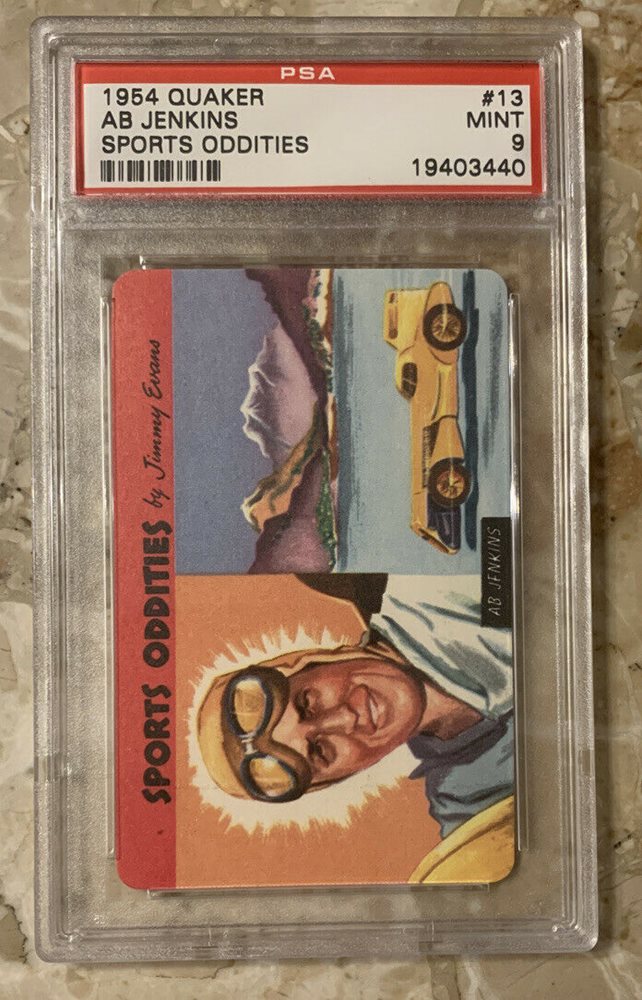 PSA
1954 QUAKER #13
AB JENKINS MINT
SPORTS ODDITIES 9
19403440
SPORTS ODDITIES by Jimmy Evans
AB JENKINS